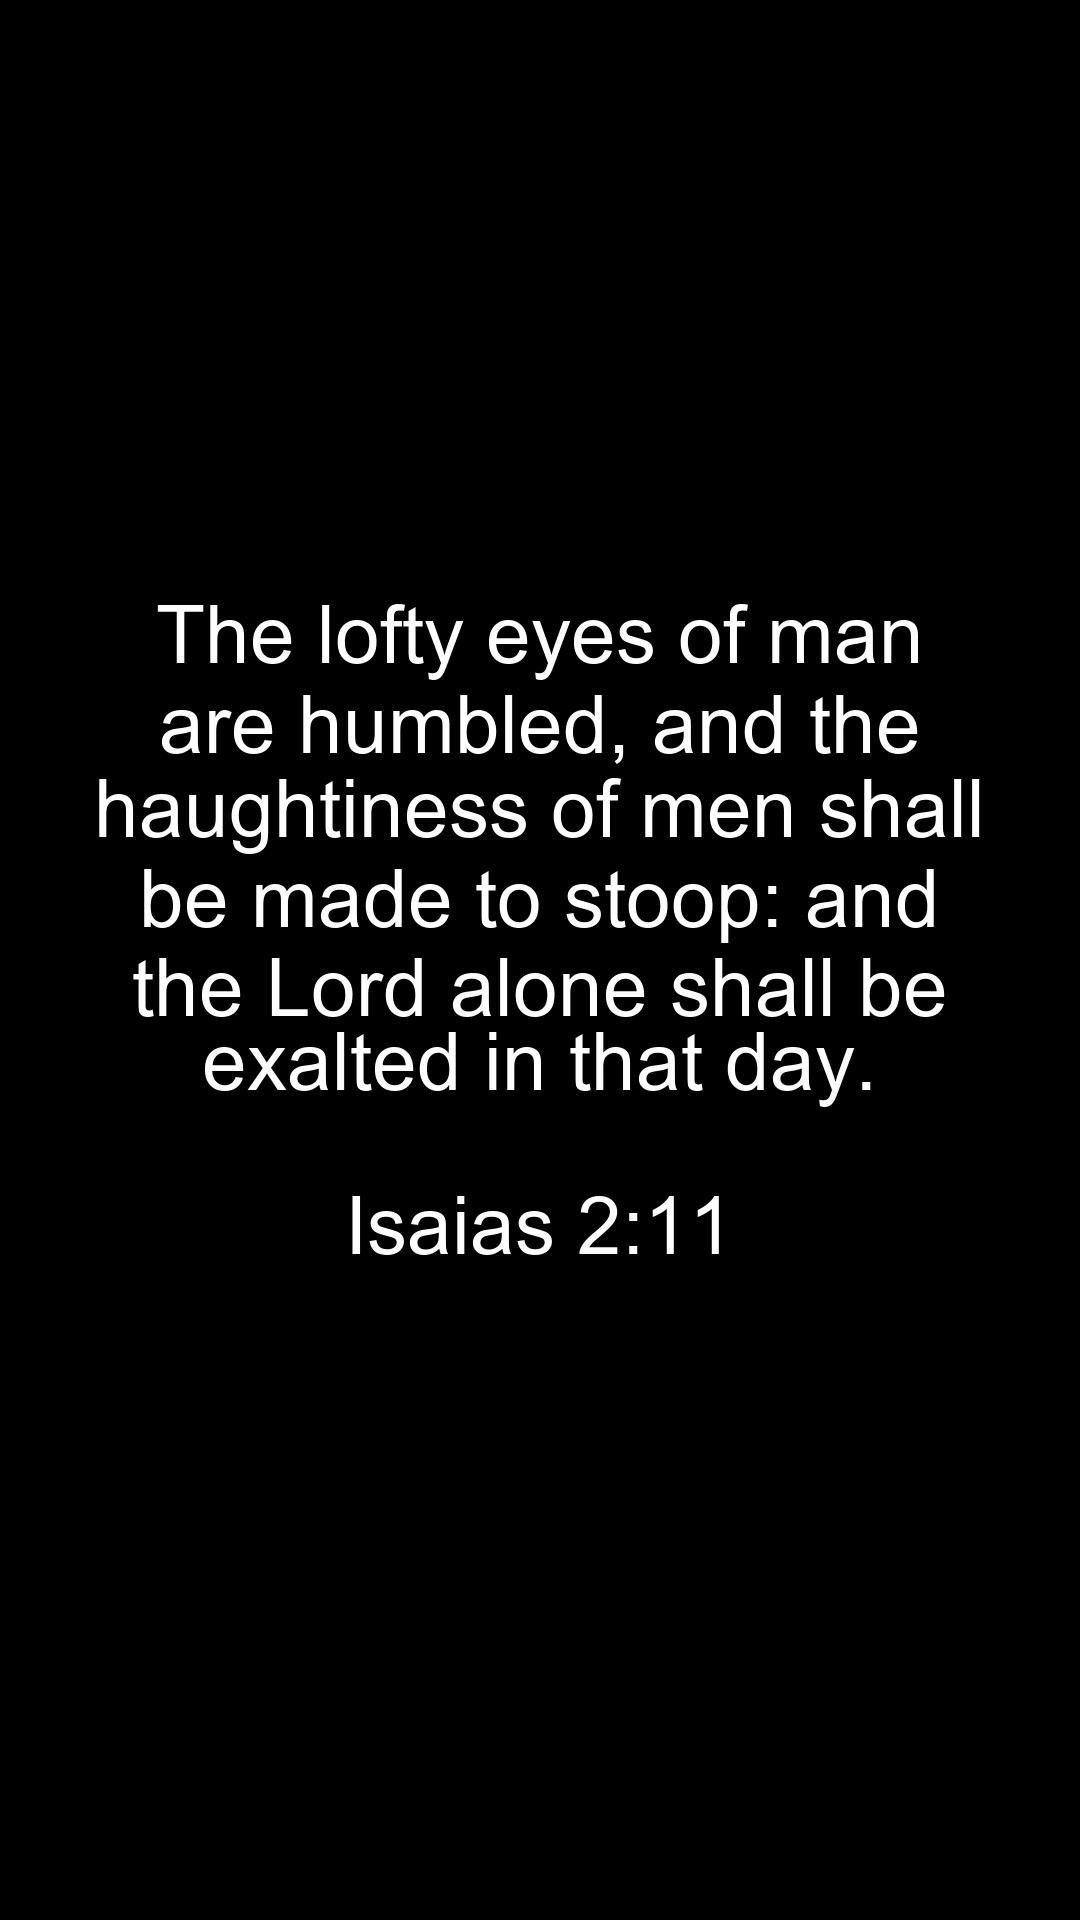 The lofty eyes of man
are humbled, and the
haughtiness of men shall
be made to stoop: and
the Lord alone shall be
exalted in that day.
Isaias 2:11